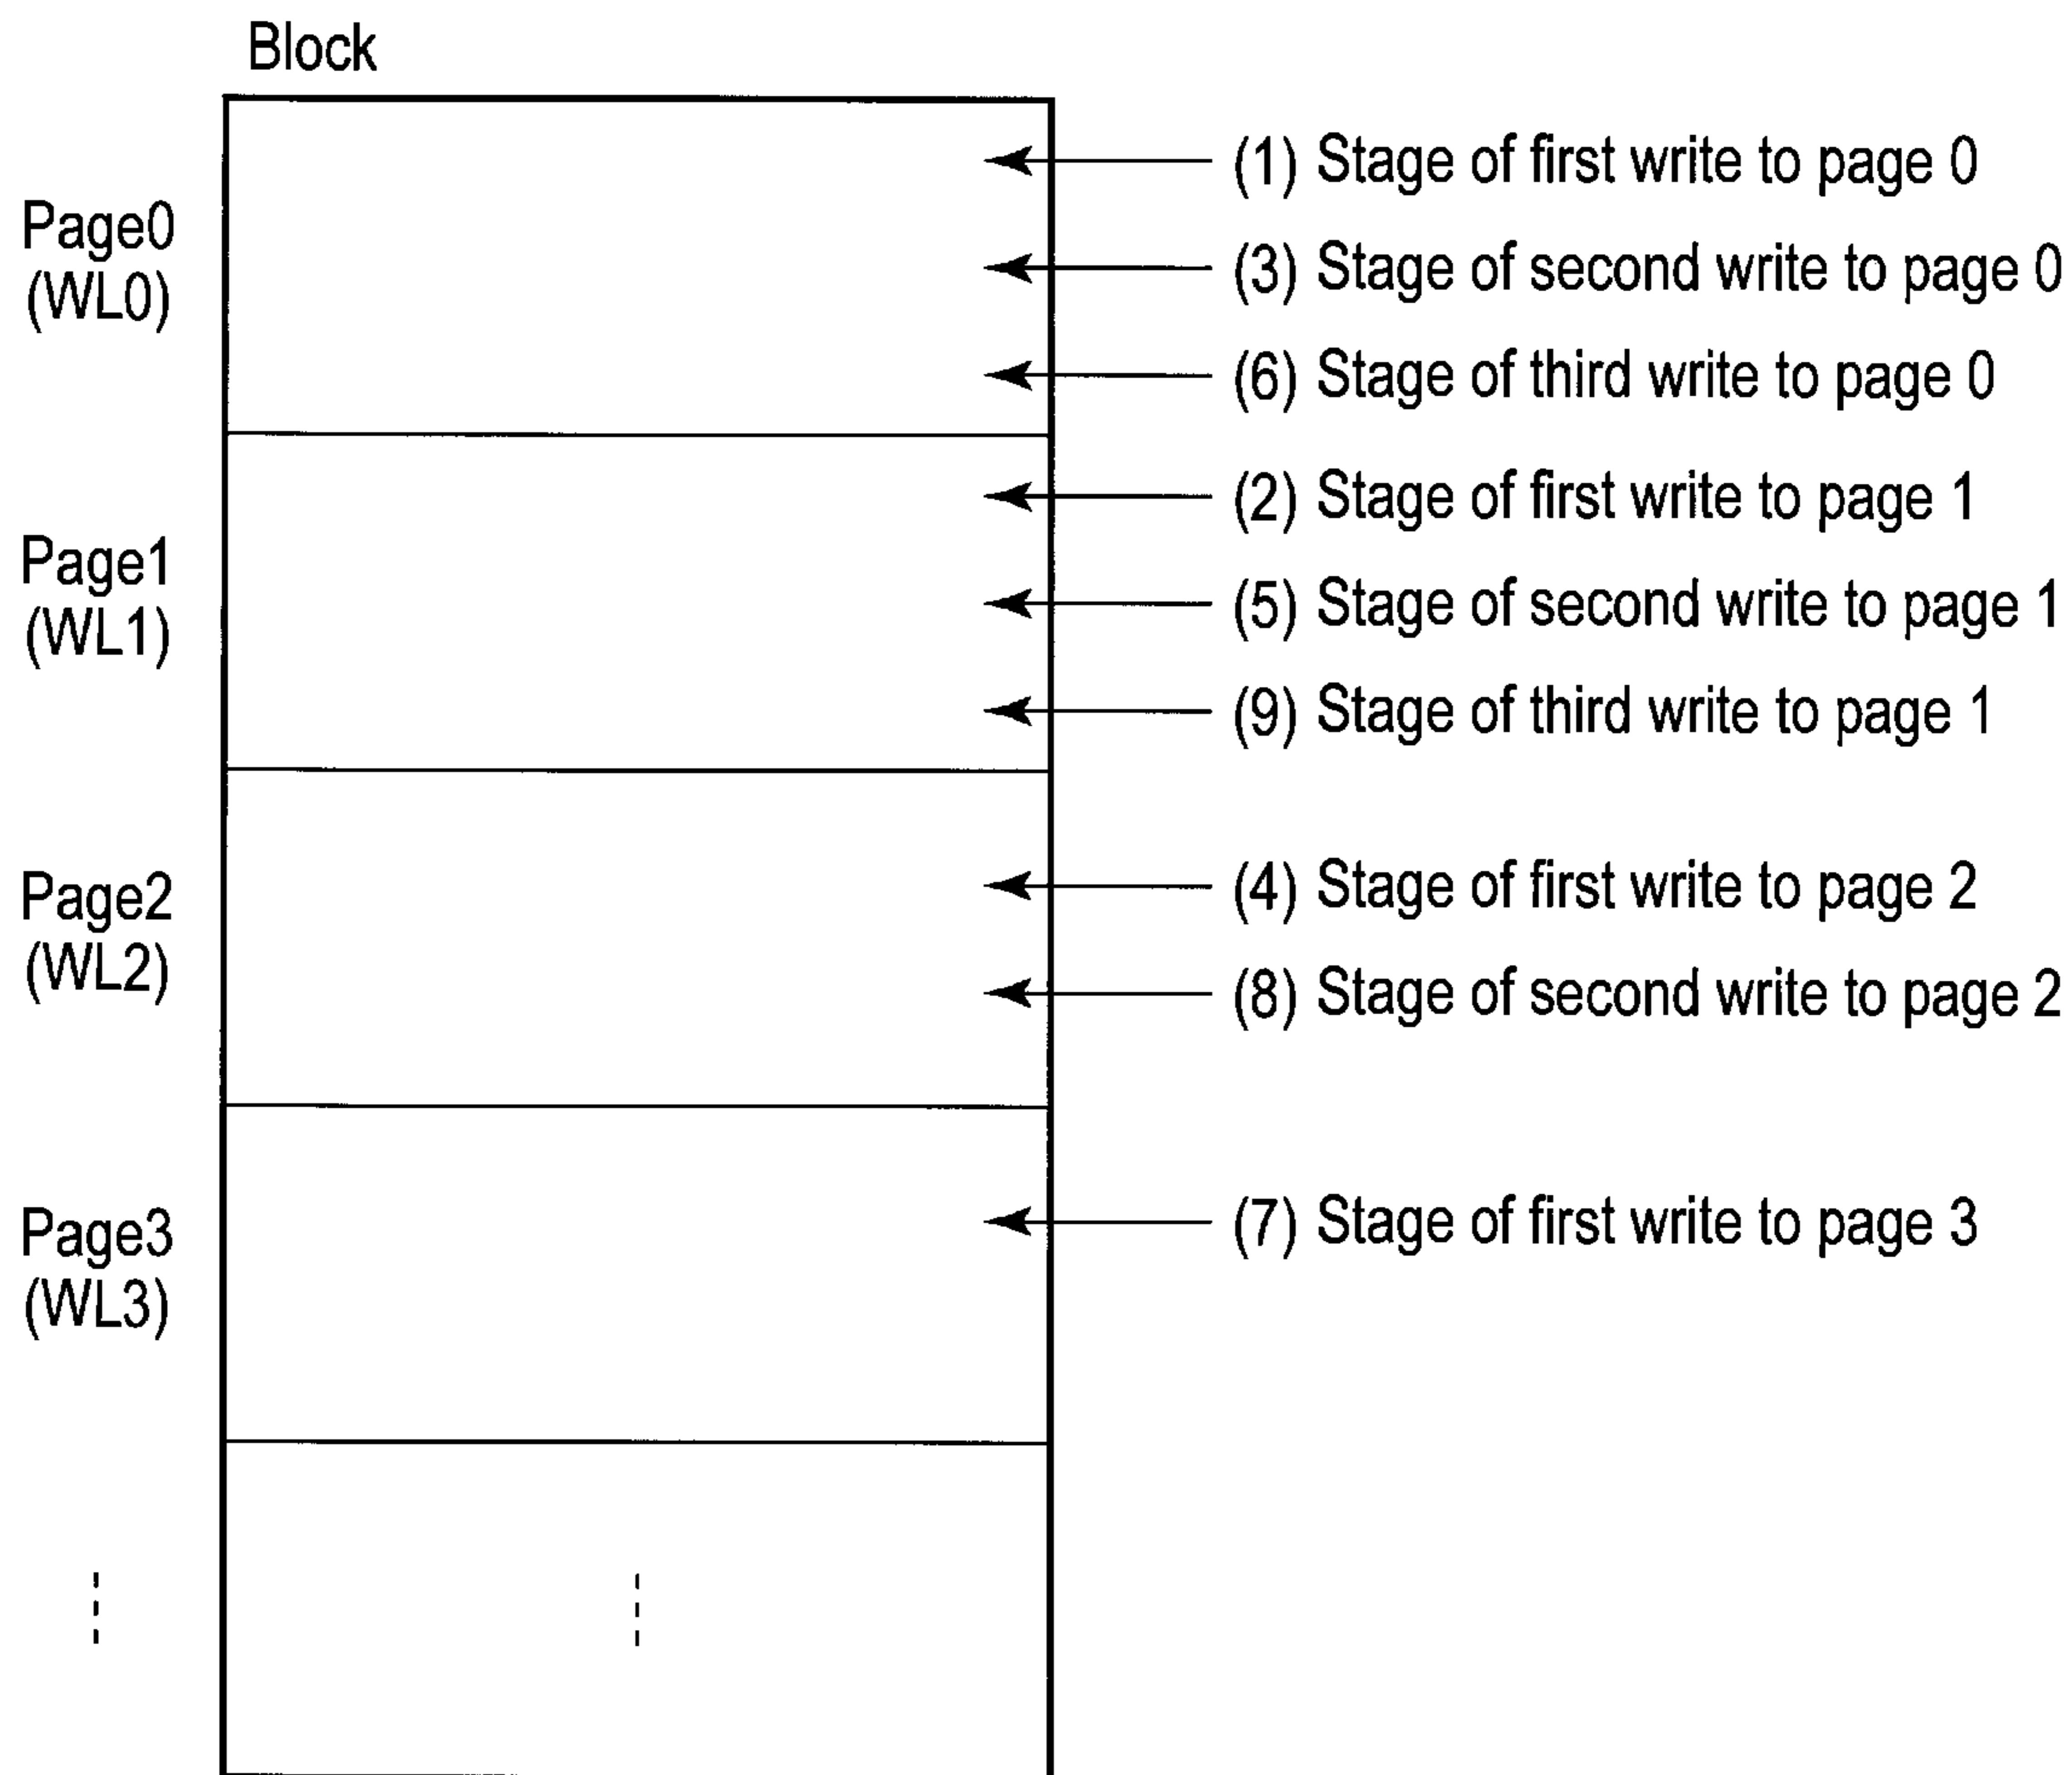 Block
Page0
(WL0)
(1) Stage of first write to page 0
(3) Stage of second write to page 0
(6) Stage of third write to page 0
Page1
(WL1)
(2) Stage of first write to page 1
(5) Stage of second write to page 1
(9) Stage of third write to page 1
Page2
(WL2)
(4) Stage of first write to page 2
(8) Stage of second write to page 2
Page3
(WL3)
(7) Stage of first write to page 3